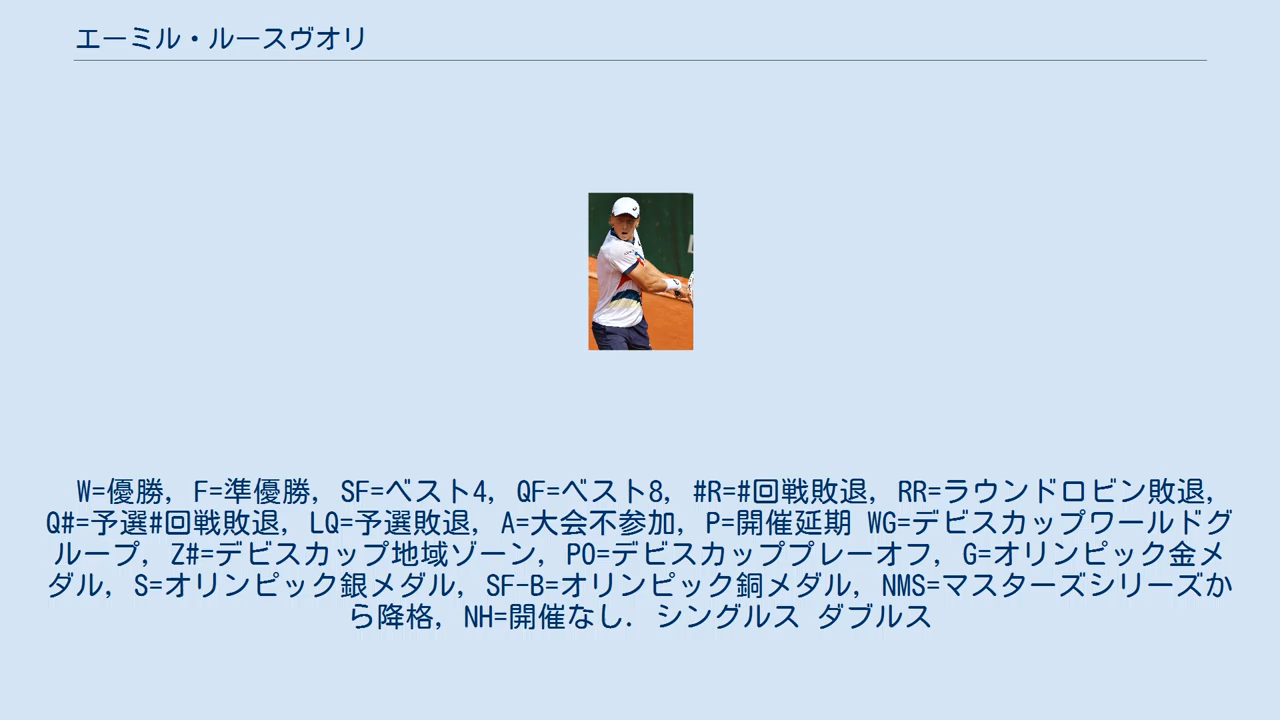 エーミル・ルースヴオリ
W=優勝, F=準優勝, SF=ベスト4, QF=ベスト8, #R=#回戦敗退, RR=ラウンドロビン敗退,
Q#=予選#回戦敗退, LQ=予選敗退, A=大会不参加, P=開催延期 WG=デビスカップワールドグ
ループ, Z#=デビスカップ地域ゾーン, PO=デビスカッププレーオフ, G=オリンピック金メ
ダル, S=オリンピック銀メダル, SF-B=オリンピック銅メダル, NMS=マスターズシリーズか
ら降格, NH=開催なし. シングルス ダブルス